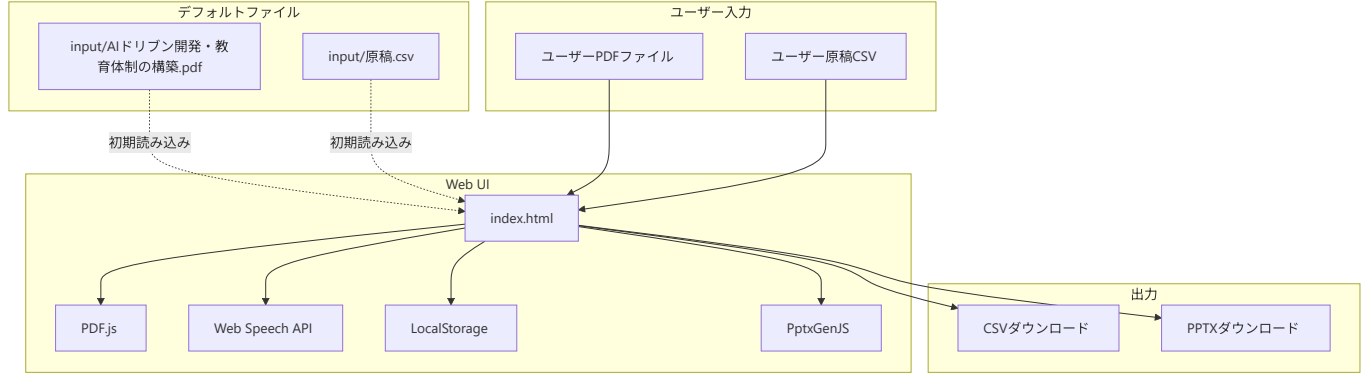 デフォルトファイル
ユーザー入力
input/AIドリブン開発・教
育体制の構築.pdf
input/原稿.csv
ユーザーPDFファイル
ユーザー原稿CSV
初期読み込み
初期読み込み
Web UI
index.html
出力
PDF.js
Web Speech API
LocalStorage
PptxGenJS
CSVダウンロード
PPTXダウンロード